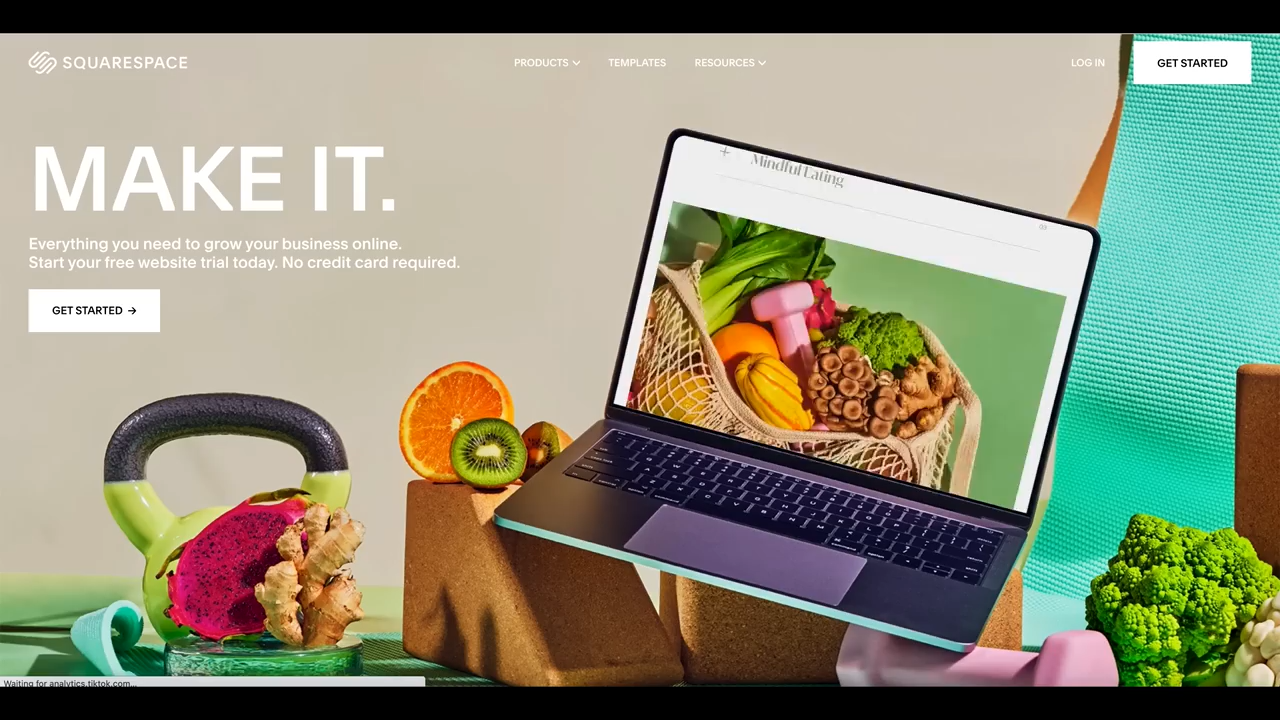 SQUARESPACE
PRODUCTS
TEMPLATES
RESOURCES
LOG IN
GET STARTED
MAKE IT.
Everything you need to grow your business online.
Start your free website trial today. No credit card required.
GET STARTED →
Mindful Eating
Waiting for analytics.tiktok.com...